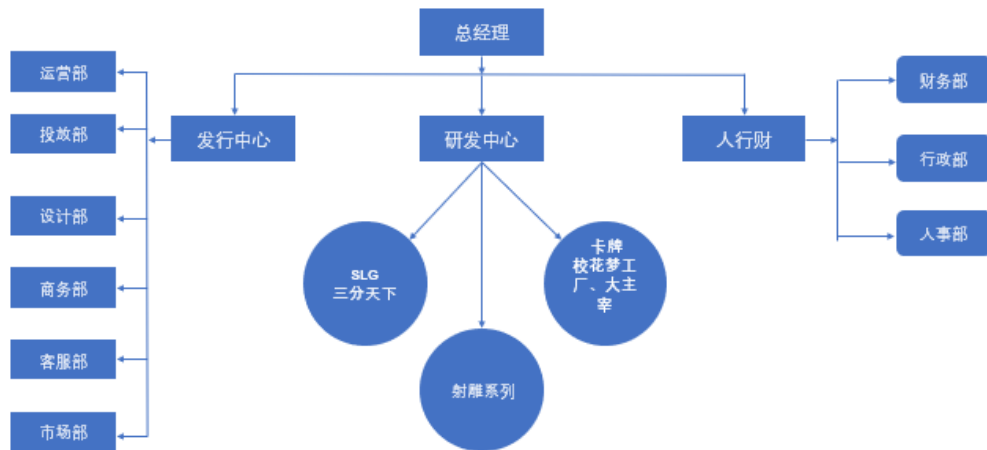 总经理
运营部
投放部
设计部
商务部
客服部
市场部
发行中心
研发中心
人行财
财务部
行政部
人事部
SLG
三分天下
射雕系列
卡牌
校花梦工
厂、大主
宰